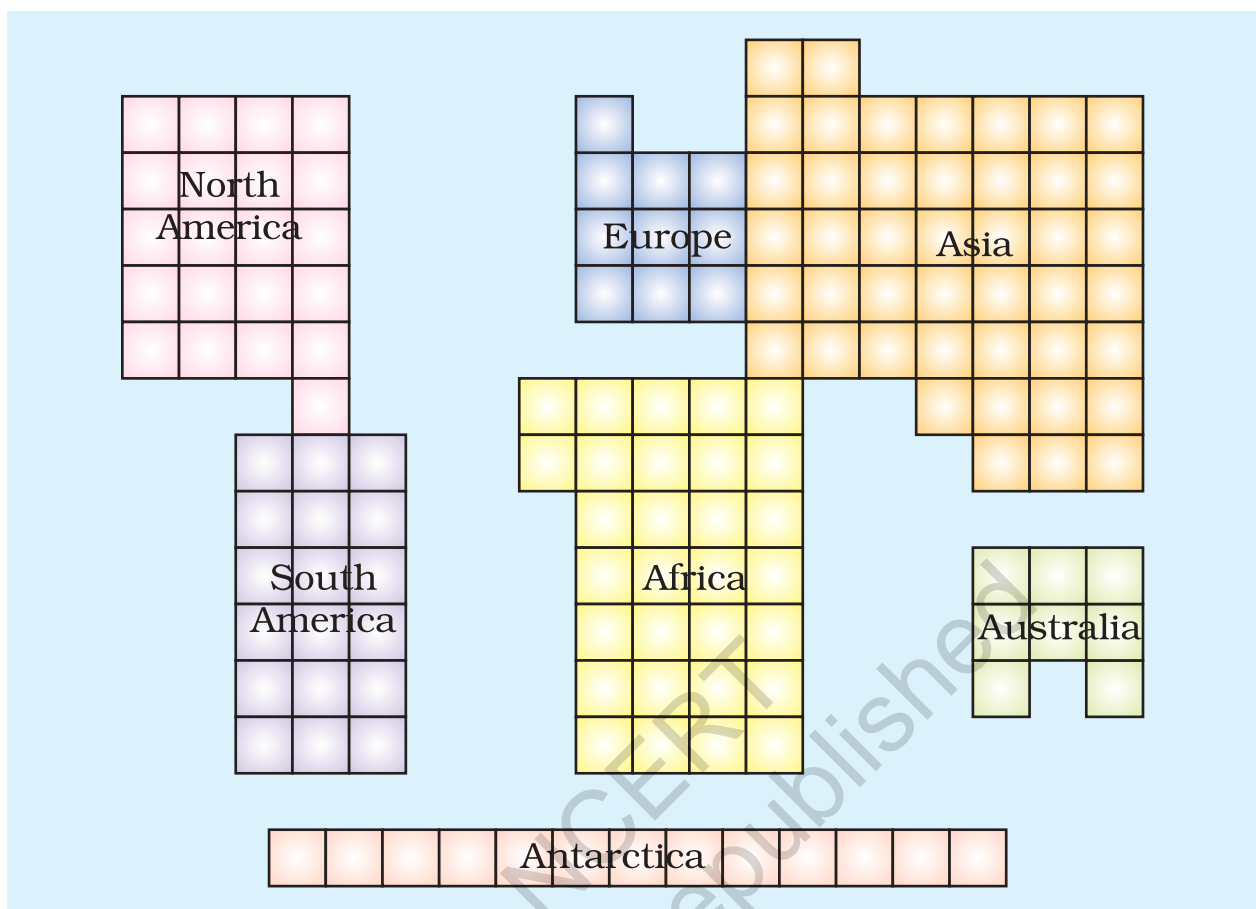 North
America
Europe
Asia
South
America
Africa
Australia
Antarctica
NCERT
republished